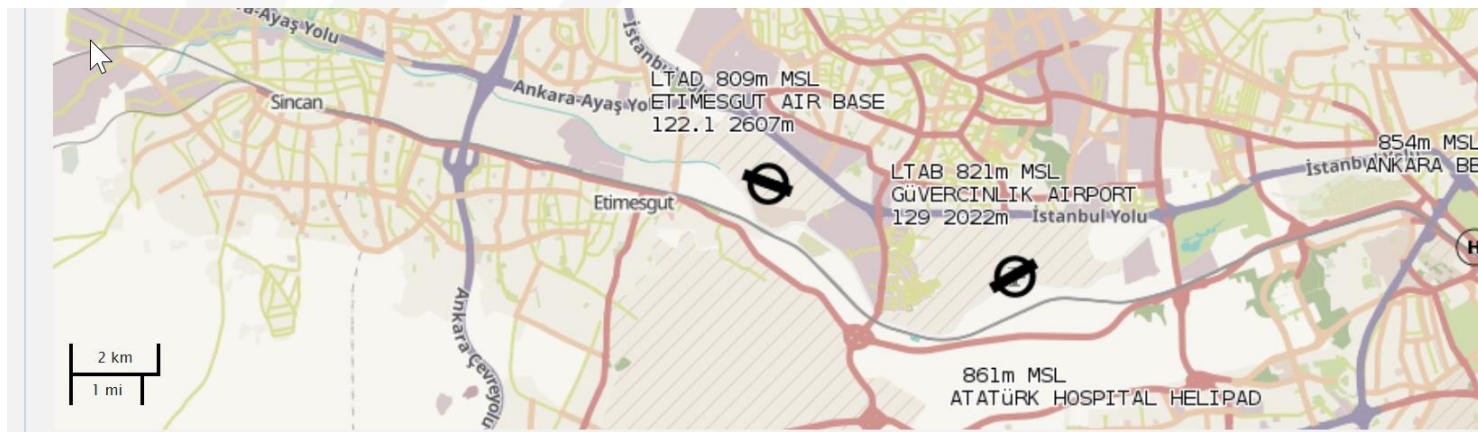 a-Ayaş Yolu
İstanbul
LTAD 809m MSL
ETIMESGUT AIR BASE
122.1 2607m
Ankara-Ayaş Yo
Sincan
854m MSL
ANKARA BE
İstanbul Yolu
LTAB 821m MSL
GüVERCINLIK AIRPORT
129 2022m
İstanbul Yolu
Etimesgut
H
Ankara Çevreyolu
2 km
1 mi
861m MSL
ATATüRK HOSPITAL HELIPAD